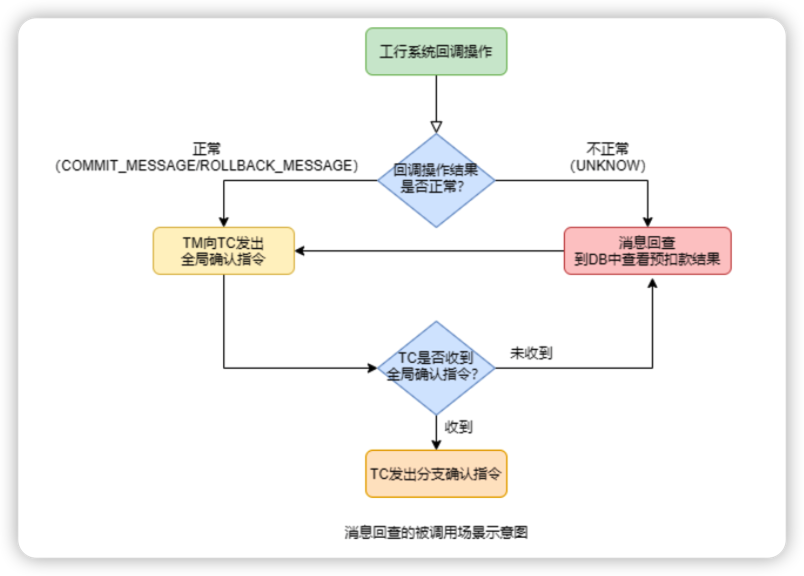 工行系统回调操作
正常
（COMMIT_MESSAGE/ROLLBACK_MESSAGE）
不正常
（UNKNOW）
回调操作结果
是否正常？
TM向TC发出
全局确认指令
消息回查
到DB中查看预扣款结果
TC是否收到
全局确认指令？
未收到
收到
TC发出分支确认指令
消息回查的被调用场景示意图